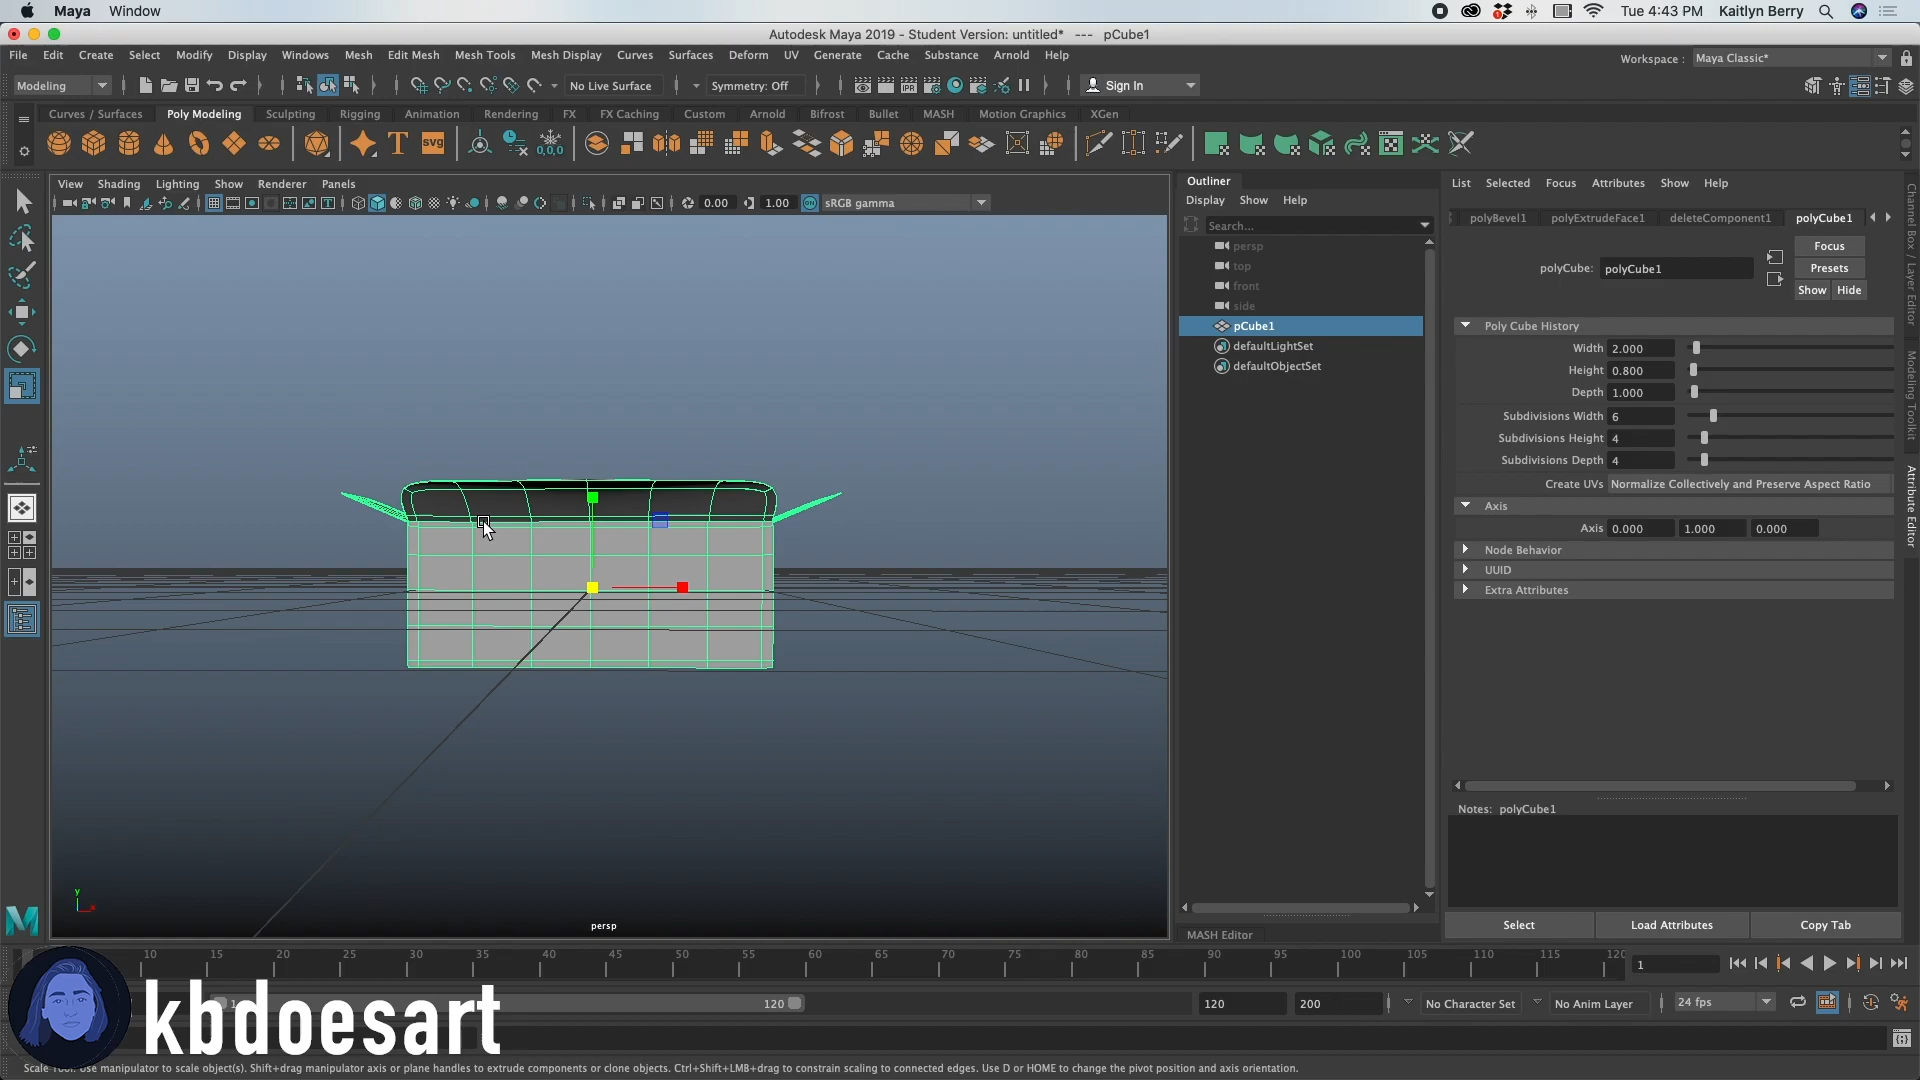 Maya Window
Tue 4:43 PM Kaitlyn Berry
Autodesk Maya 2019 - Student Version: untitled* --- pCube1
File Edit Create Select Modify Display Windows Mesh Edit Mesh Mesh Tools Mesh Display Curves Surfaces Deform UV Generate Cache Substance Arnold Help
Workspace : Maya Classic*
Modeling No Live Surface Symmetry: Off Sign In
Curves / Surfaces Poly Modeling Sculpting Rigging Animation Rendering FX FX Caching Custom Arnold Bifrost Bullet MASH Motion Graphics XGen
View Shading Lighting Show Renderer Panels
0.00 1.00 sRGB gamma
Outliner
Display Show Help
Search...
persp
top
front
side
pCube1
defaultLightSet
defaultObjectSet
MASH Editor
List Selected Focus Attributes Show Help
polyBevel1 polyExtrudeFace1 deleteComponent1 polyCube1
polyCube: polyCube1
Focus
Presets
Show Hide
Poly Cube History
Width 2.000
Height 0.800
Depth 1.000
Subdivisions Width 6
Subdivisions Height 4
Subdivisions Depth 4
Create UVs Normalize Collectively and Preserve Aspect Ratio
Axis
Axis 0.000 1.000 0.000
Node Behavior
UUID
Extra Attributes
Notes: polyCube1
Select Load Attributes Copy Tab
Channel Box / Layer Editor
Modeling Toolkit
Attribute Editor
y
x
persp
10 15 20 25 30 35 40 45 50 55 60 65 70 75 80 85 90 95 100 105 110 115 120
1
1 120 120 200 No Character Set No Anim Layer 24 fps
kbdoesart
Scale Tool: Use manipulator to scale object(s). Shift+drag manipulator axis or plane handles to extrude components or clone objects. Ctrl+Shift+LMB+drag to constrain scaling to connected edges. Use D or HOME to change the pivot position and axis orientation.